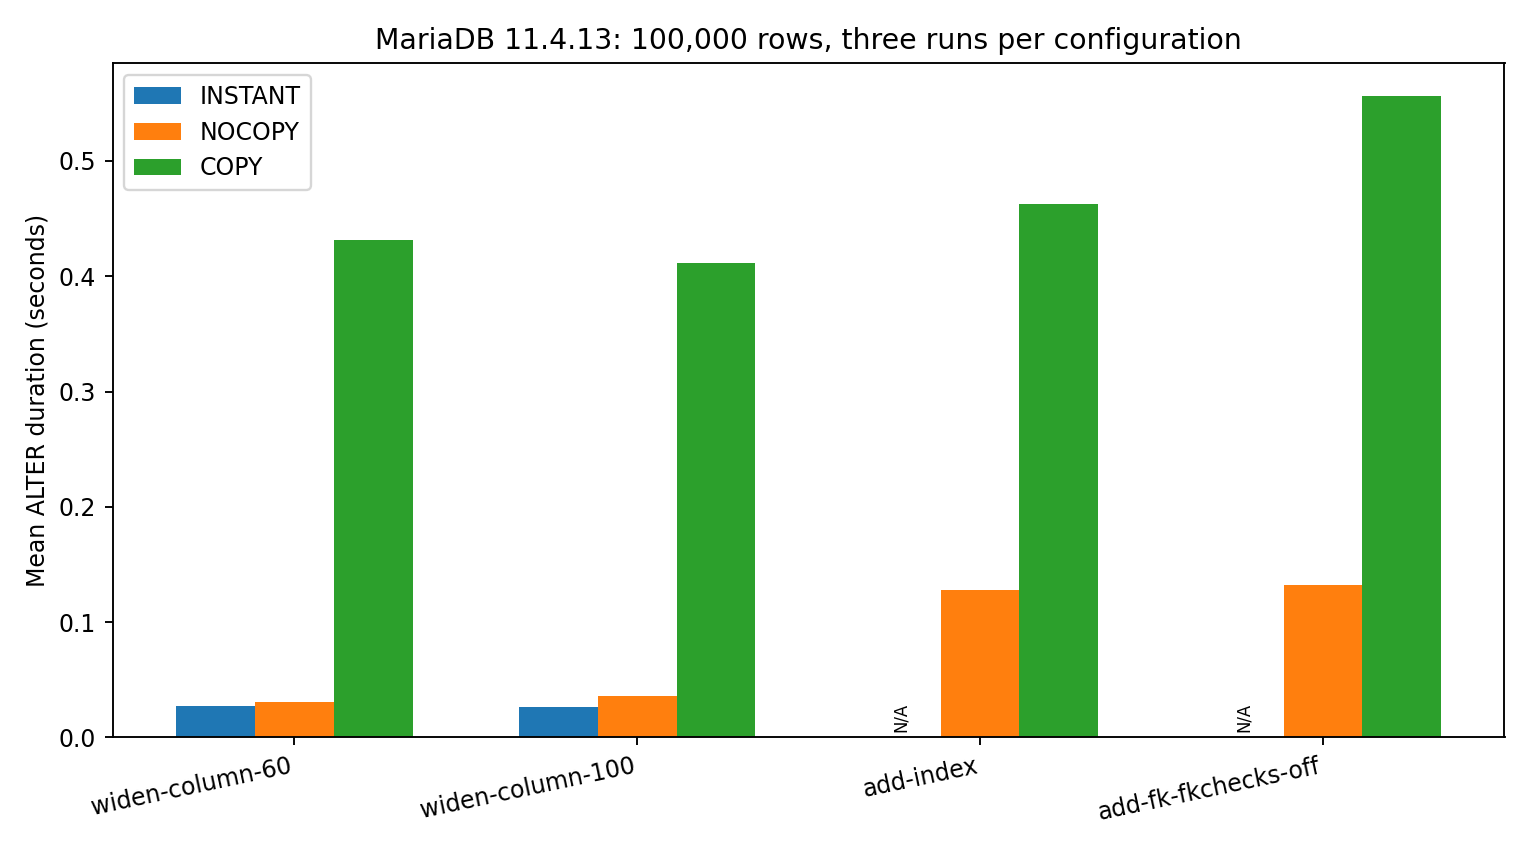 MariaDB 11.4.13: 100,000 rows, three runs per configuration
INSTANT
NOCOPY
COPY
Mean ALTER duration (seconds)
0.5
0.4
0.3
0.2
0.1
0.0
N/A
N/A
widen-column-60
widen-column-100
add-index
add-fk-fkchecks-off